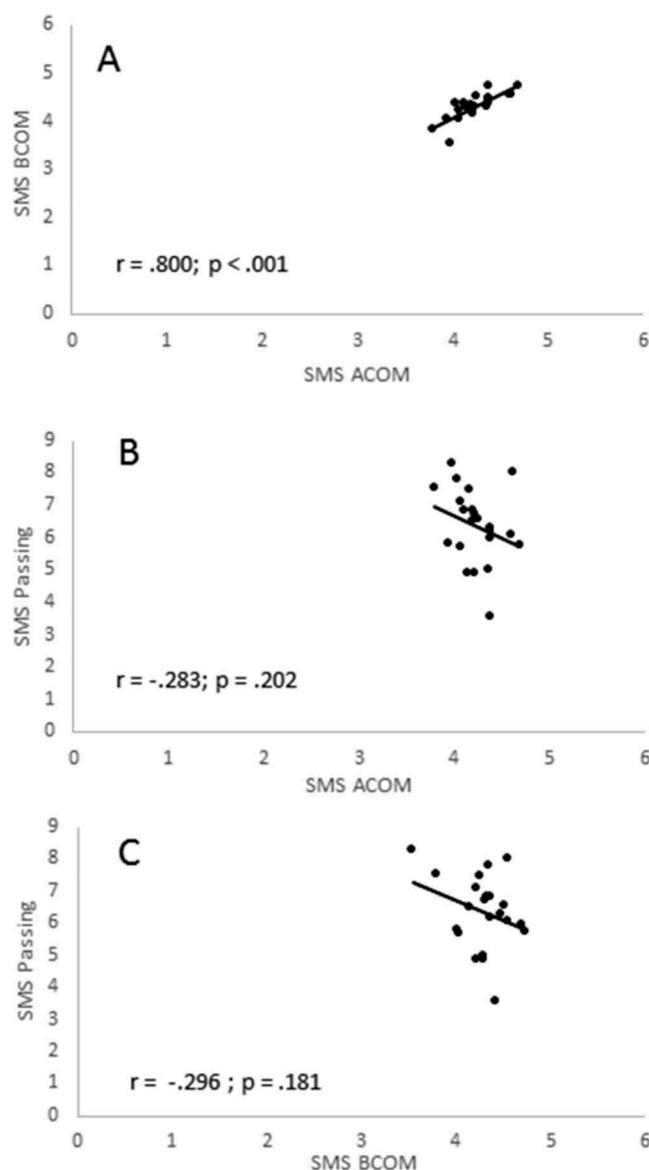 A
6
5
4
3
2
1
0
SMS BCOM
r = .800; p < .001
0 1 2 3 4 5 6
SMS ACOM
B
9
8
7
6
5
4
3
2
1
0
SMS Passing
r = -.283; p = .202
0 1 2 3 4 5 6
SMS ACOM
C
9
8
7
6
5
4
3
2
1
0
SMS Passing
r = -.296 ; p = .181
0 1 2 3 4 5 6
SMS BCOM